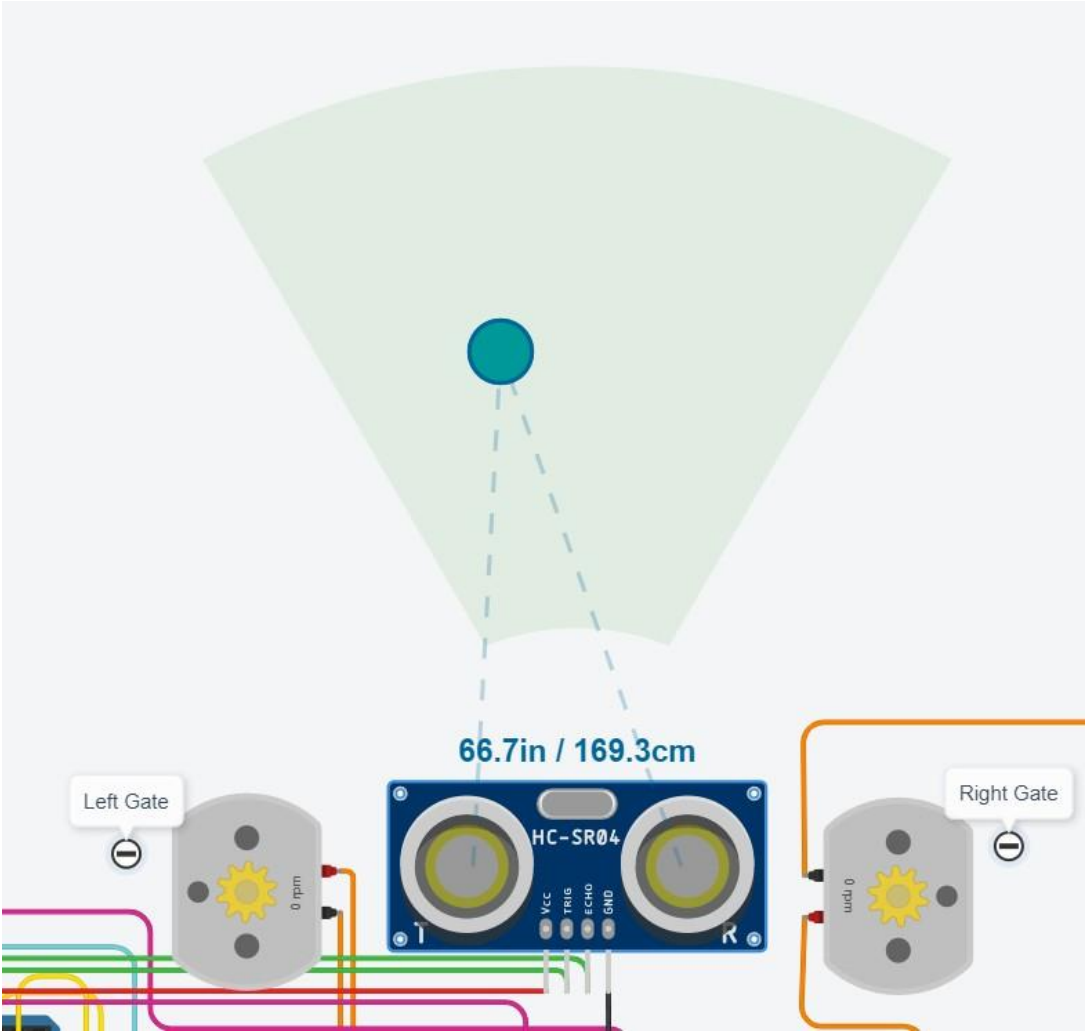 66.7in / 169.3cm
Left Gate
Right Gate
HC-SR04
0 rpm
0 rpm
Vcc
TRIG
ECHO
GND
T
R